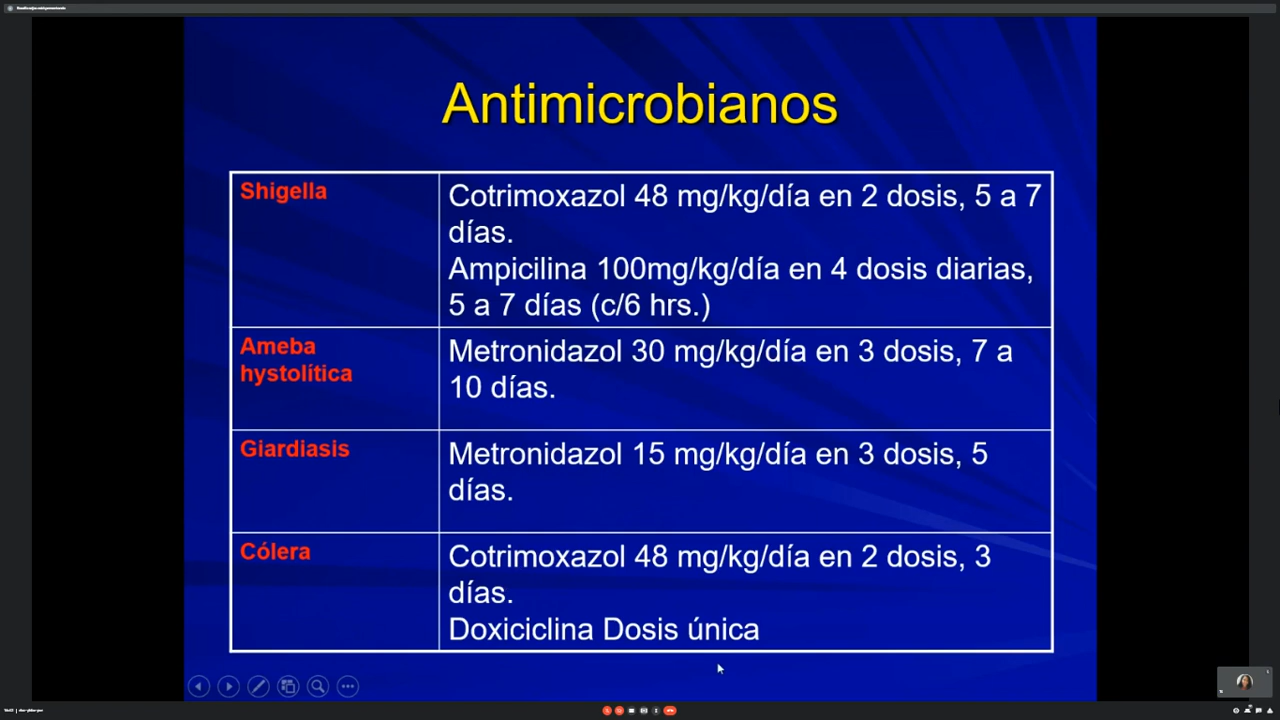 Antimicrobianos
Shigella
Cotrimoxazol 48 mg/kg/día en 2 dosis, 5 a 7
días.
Ampicilina 100mg/kg/día en 4 dosis diarias,
5 a 7 días (c/6 hrs.)
Ameba
hystolítica
Metronidazol 30 mg/kg/día en 3 dosis, 7 a
10 días.
Giardiasis
Metronidazol 15 mg/kg/día en 3 dosis, 5
días.
Cólera
Cotrimoxazol 48 mg/kg/día en 2 dosis, 3
días.
Doxiciclina Dosis única